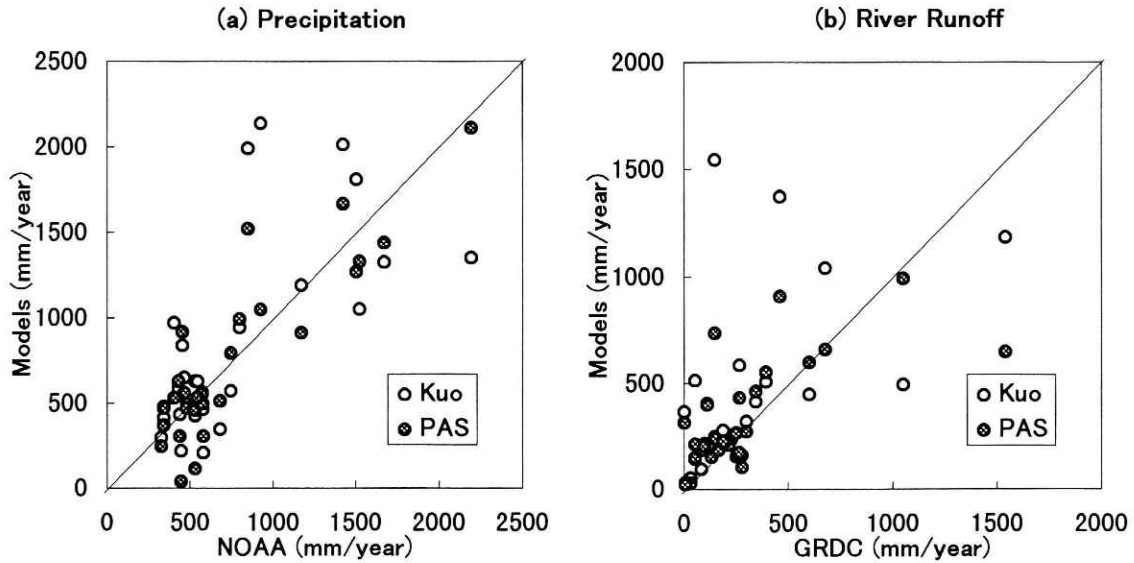 (a) Precipitation
2500
2000
1500
1000
500
0
Models (mm/year)
Kuo
PAS
0 500 1000 1500 2000 2500
NOAA (mm/year)
(b) River Runoff
2000
1500
1000
500
0
Models (mm/year)
Kuo
PAS
0 500 1000 1500 2000
GRDC (mm/year)